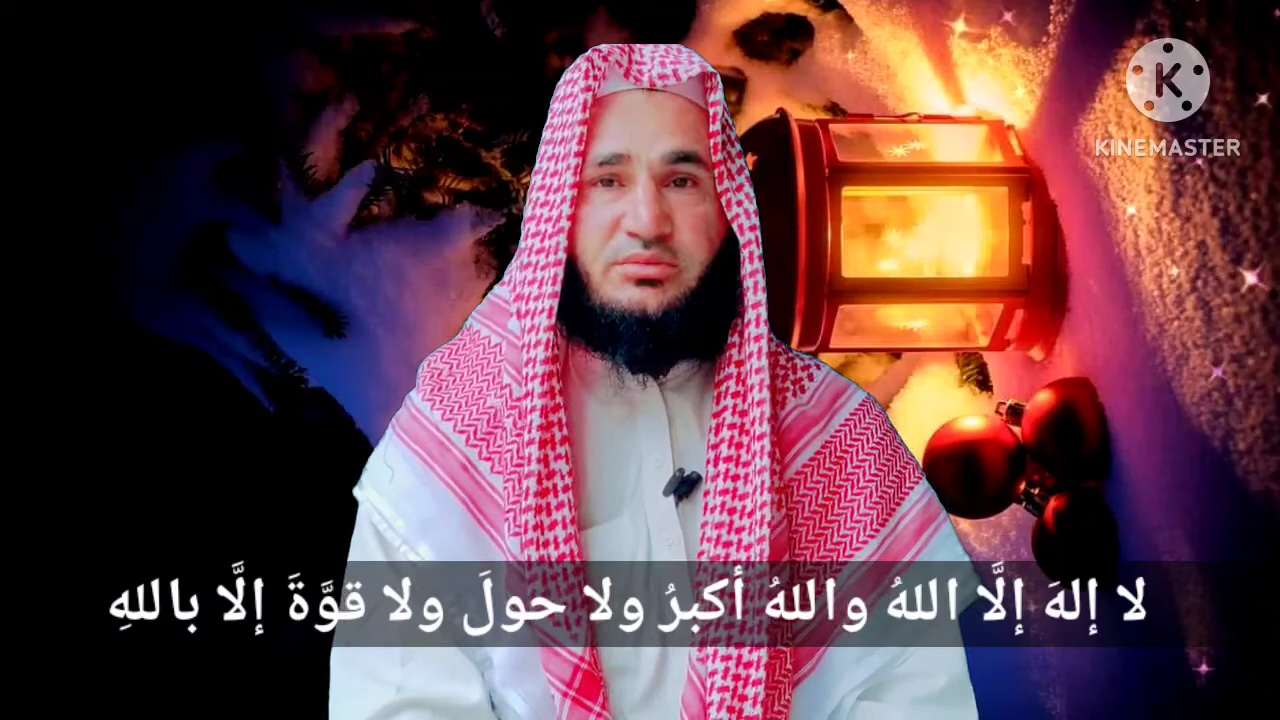 KINEMASTER
لا إلهَ إلَّا اللهُ واللهُ أكبرُ ولا حولَ ولا قوَّةَ إلَّا باللهِ